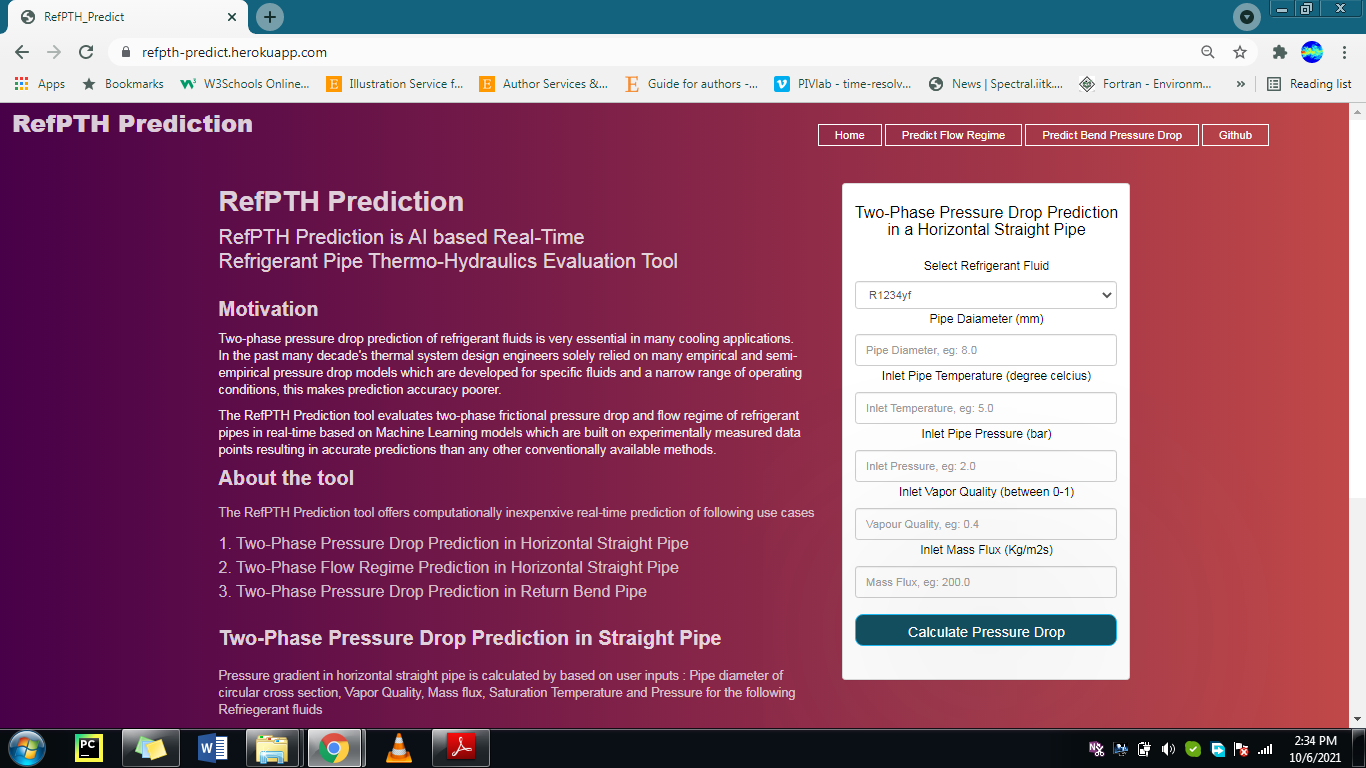 RefPTH_Predict
refpth-predict.herokuapp.com
Apps Bookmarks W3Schools Online... Illustration Service f... Author Services &... Guide for authors -... PIVlab - time-resolv... News | Spectral.iitk.... Fortran - Environm... » Reading list
RefPTH Prediction
Home Predict Flow Regime Predict Bend Pressure Drop Github
RefPTH Prediction
RefPTH Prediction is AI based Real-Time
Refrigerant Pipe Thermo-Hydraulics Evaluation Tool
Motivation
Two-phase pressure drop prediction of refrigerant fluids is very essential in many cooling applications.
In the past many decade's thermal system design engineers solely relied on many empirical and semi-
empirical pressure drop models which are developed for specific fluids and a narrow range of operating
conditions, this makes prediction accuracy poorer.
The RefPTH Prediction tool evaluates two-phase frictional pressure drop and flow regime of refrigerant
pipes in real-time based on Machine Learning models which are built on experimentally measured data
points resulting in accurate predictions than any other conventionally available methods.
About the tool
The RefPTH Prediction tool offers computationally inexpenxive real-time prediction of following use cases
1. Two-Phase Pressure Drop Prediction in Horizontal Straight Pipe
2. Two-Phase Flow Regime Prediction in Horizontal Straight Pipe
3. Two-Phase Pressure Drop Prediction in Return Bend Pipe
Two-Phase Pressure Drop Prediction in Straight Pipe
Pressure gradient in horizontal straight pipe is calculated by based on user inputs : Pipe diameter of
circular cross section, Vapor Quality, Mass flux, Saturation Temperature and Pressure for the following
Refriegerant fluids
Two-Phase Pressure Drop Prediction
in a Horizontal Straight Pipe
Select Refrigerant Fluid
R1234yf
Pipe Daiameter (mm)
Pipe Diameter, eg: 8.0
Inlet Pipe Temperature (degree celcius)
Inlet Temperature, eg: 5.0
Inlet Pipe Pressure (bar)
Inlet Pressure, eg: 2.0
Inlet Vapor Quality (between 0-1)
Vapour Quality, eg: 0.4
Inlet Mass Flux (Kg/m2s)
Mass Flux, eg: 200.0
Calculate Pressure Drop
PC
2:34 PM
10/6/2021